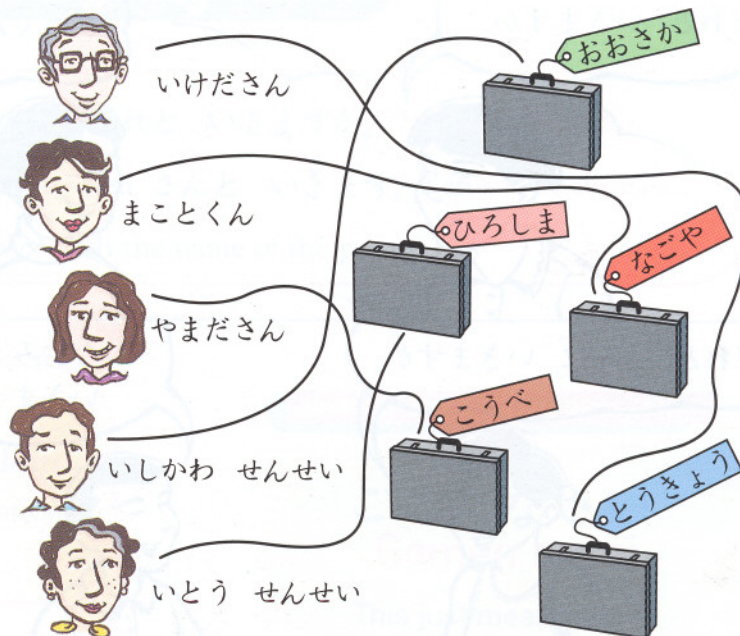 おおさか
いけださん
まことくん
ひろしま
なごや
やまださん
こうべ
いしかわ せんせい
とうきょう
いとう せんせい